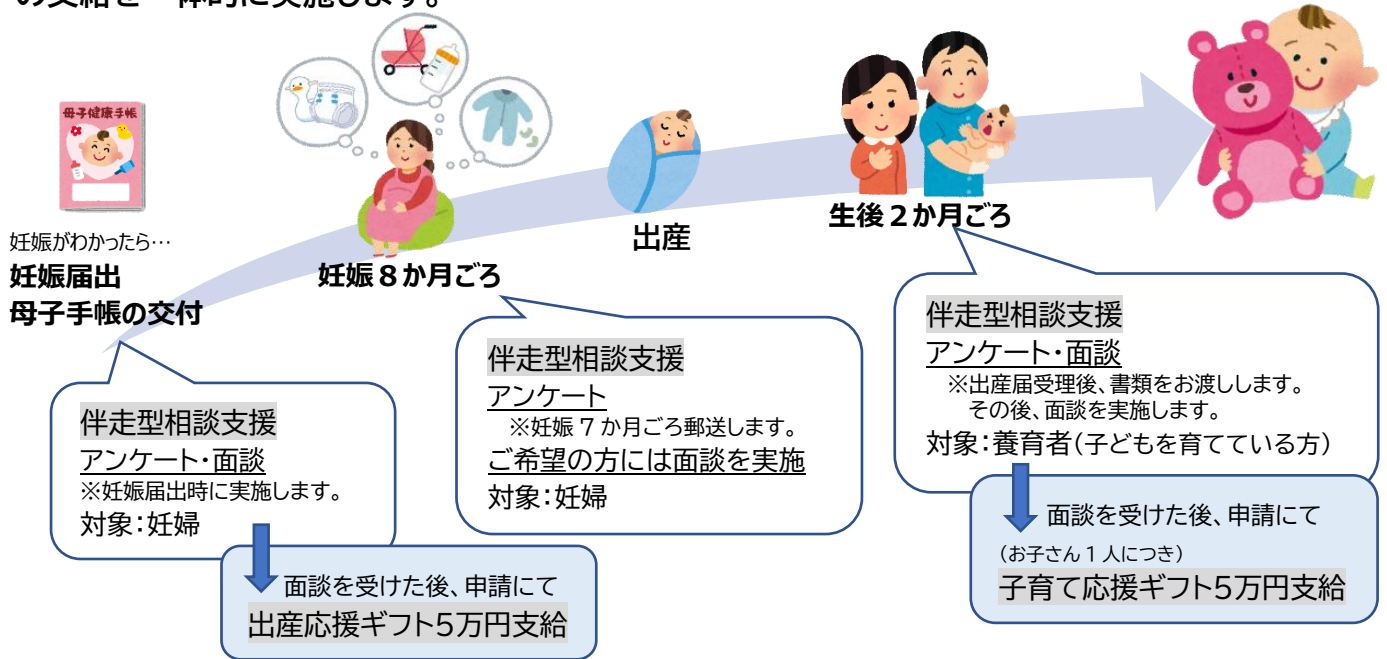 の支給を一体的に実施します。
母子健康手帳
妊娠がわかったら…
妊娠届出
母子手帳の交付
伴走型相談支援
アンケート・面談
※妊娠届出時に実施します。
対象：妊婦
面談を受けた後、申請にて
出産応援ギフト5万円支給
妊娠８か月ごろ
伴走型相談支援
アンケート
※妊娠７か月ごろ郵送します。
ご希望の方には面談を実施
対象：妊婦
出産
生後２か月ごろ
伴走型相談支援
アンケート・面談
※出産届受理後、書類をお渡しします。
その後、面談を実施します。
対象：養育者（子どもを育てている方）
面談を受けた後、申請にて
（お子さん１人につき）
子育て応援ギフト5万円支給